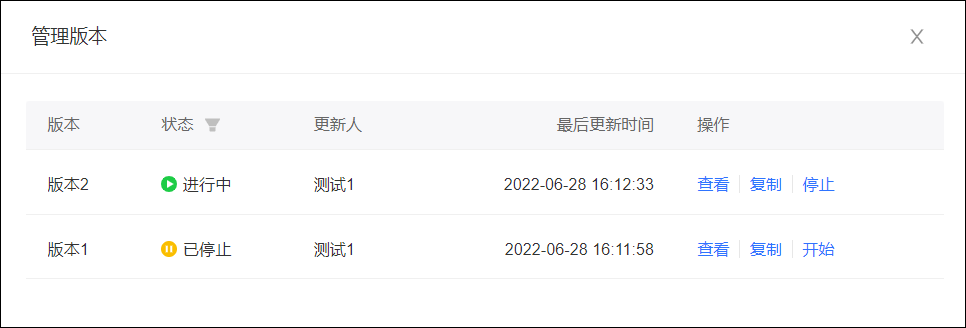 管理版本
版本 状态 更新人 最后更新时间 操作
版本2 进行中 测试1 2022-06-28 16:12:33 查看 复制 停止
版本1 已停止 测试1 2022-06-28 16:11:58 查看 复制 开始